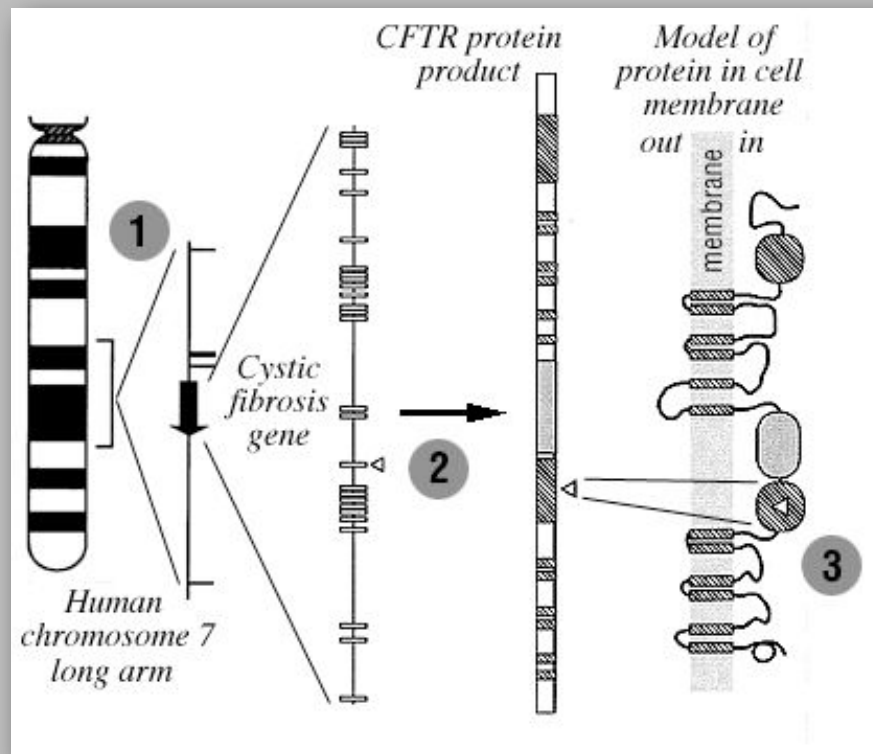 CFTR protein
product
Model of
protein in cell
membrane
out in
membrane
1
Cystic
fibrosis
gene
2
3
Human
chromosome 7
long arm